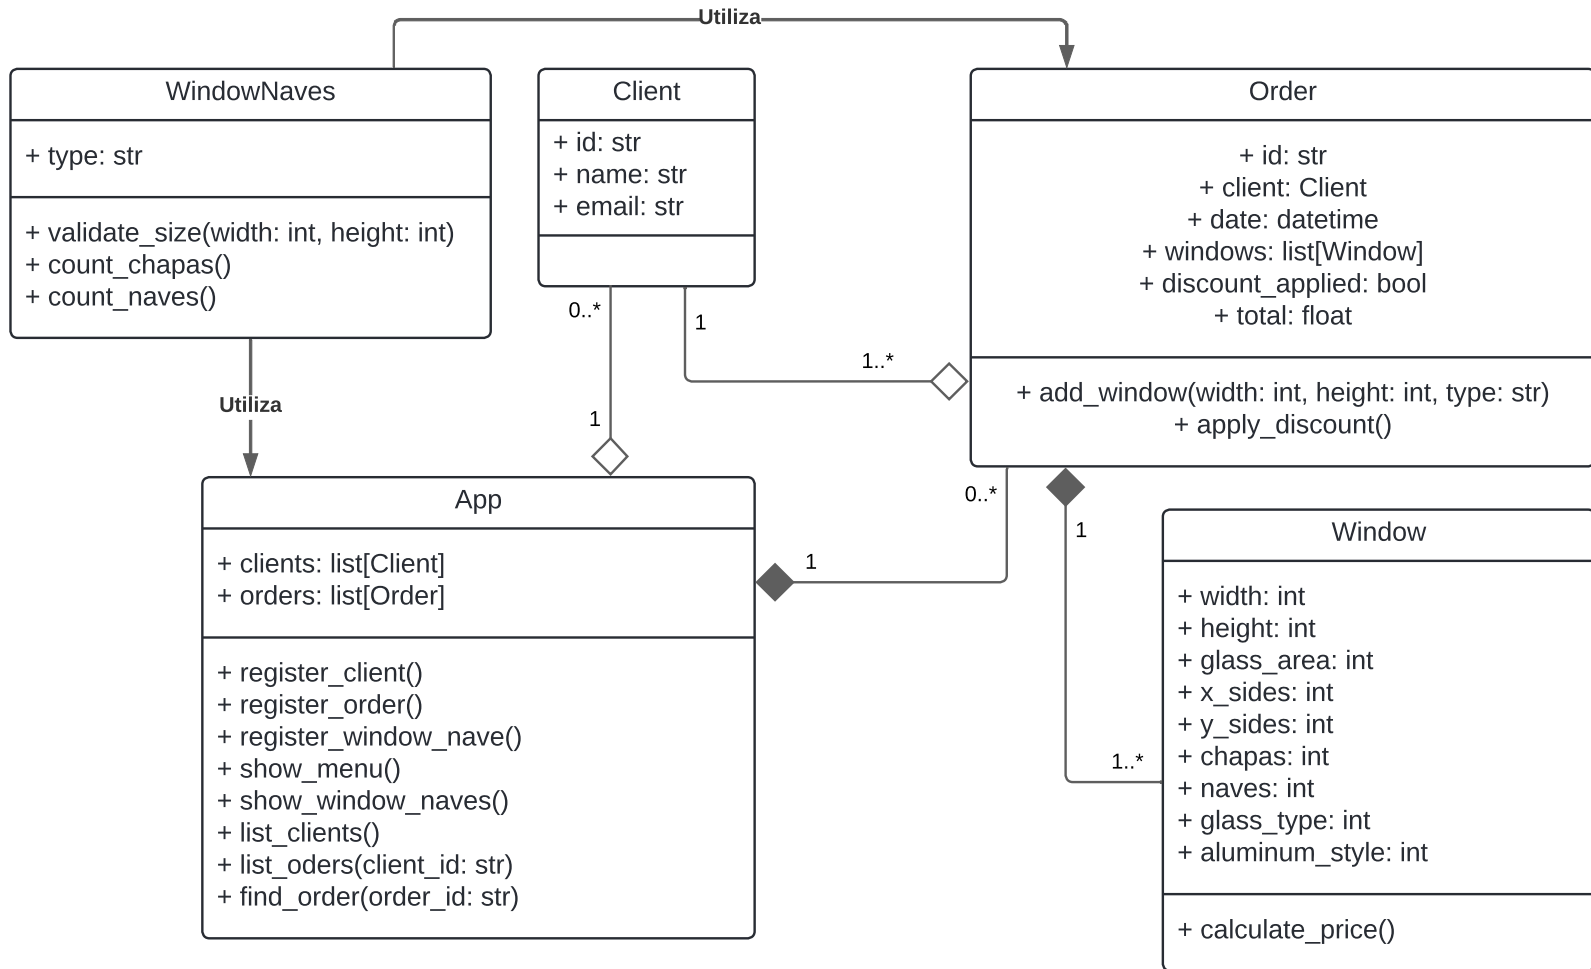 Utiliza
WindowNaves
+ type: str
+ validate_size(width: int, height: int)
+ count_chapas()
+ count_naves()
Client
+ id: str
+ name: str
+ email: str
Order
+ id: str
+ client: Client
+ date: datetime
+ windows: list[Window]
+ discount_applied: bool
+ total: float
+ add_window(width: int, height: int, type: str)
+ apply_discount()
0..*
1
1..*
Utiliza
1
App
+ clients: list[Client]
+ orders: list[Order]
+ register_client()
+ register_order()
+ register_window_nave()
+ show_menu()
+ show_window_naves()
+ list_clients()
+ list_oders(client_id: str)
+ find_order(order_id: str)
0..*
1
1
1..*
Window
+ width: int
+ height: int
+ glass_area: int
+ x_sides: int
+ y_sides: int
+ chapas: int
+ naves: int
+ glass_type: int
+ aluminum_style: int
+ calculate_price()